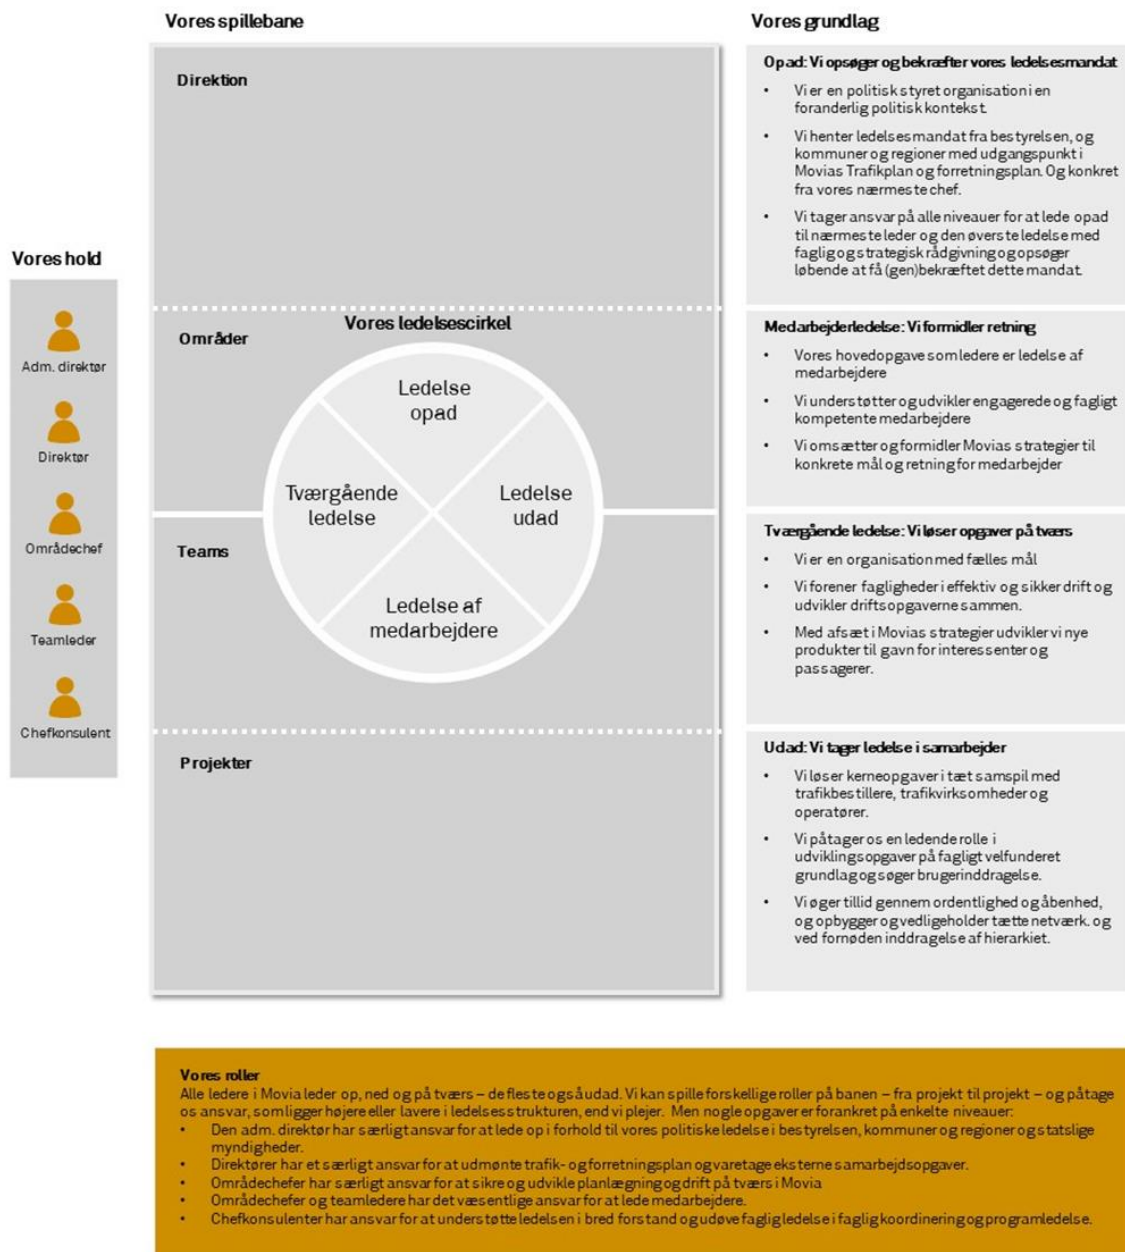 Vores spillebane
Vores grundlag
Vores hold
Adm. direktør
Direktør
Områdechef
Teamleder
Chefkonsulent
Direktion
Områder
Vores ledelsescirkel
Ledelse
opad
Tværgående
ledelse
Ledelse
udad
Ledelse af
medarbejdere
Teams
Projekter
Opad: Vi opsøger og bekræfter vores ledelsesmandat
• Vi er en politisk styret organisation i en
foranderlig politisk kontekst.
• Vi henter ledelsesmandat fra bestyrelsen, og
kommuner og regioner med udgangspunkt i
Movias Trafikplan og forretningsplan. Og konkret
fra vores nærmeste chef.
• Vi tager ansvar på alle niveauer for at lede opad
til nærmeste leder og den øverste ledelse med
faglig og strategisk rådgivning og opsøger
løbende at få (gen)bekræftet dette mandat.
Medarbejderledelse: Vi formidler retning
• Vores hovedopgave som ledere er ledelse af
medarbejdere
• Vi understøtter og udvikler engagerede og fagligt
kompetente medarbejdere
• Vi omsætter og formidler Movias strategier til
konkrete mål og retning for medarbejder
Tværgående ledelse: Vi løser opgaver på tværs
• Vi er en organisation med fælles mål
• Vi forener fagligheder i effektiv og sikker drift og
udvikler driftsopgaverne sammen.
• Med afsæt i Movias strategier udvikler vi nye
produkter til gavn for interessenter og
passagerer.
Udad: Vi tager ledelse i samarbejder
• Vi løser kerneopgaver i tæt samspil med
trafikbestillere, trafikvirksomheder og
operatører.
• Vi påtager os en ledende rolle i
udviklingsopgaver på fagligt velfunderet
grundlag og søger brugerinddragelse.
• Vi øger tillid gennem ordentlighed og åbenhed,
og opbygger og vedligeholder tætte netværk. og
ved fornøden inddragelse af hierarkiet.
Vores roller
Alle ledere i Movia leder op, ned og på tværs – de fleste også udad. Vi kan spille forskellige roller på banen – fra projekt til projekt – og påtage
os ansvar, som ligger højere eller lavere i ledelsesstrukturen, end vi plejer. Men nogle opgaver er forankret på enkelte niveauer:
• Den adm. direktør har særligt ansvar for at lede op i forhold til vores politiske ledelse i bestyrelsen, kommuner og regioner og statslige
myndigheder.
• Direktører har et særligt ansvar for at udmønte trafik- og forretningsplan og varetage eksterne samarbejdsopgaver.
• Områdechefer har særligt ansvar for at sikre og udvikle planlægning og drift på tværs i Movia
• Områdechefer og teamledere har det væsentlige ansvar for at lede medarbejdere.
• Chefkonsulenter har ansvar for at understøtte ledelsen i bred forstand og udøve faglig ledelse i faglig koordinering og programledelse.